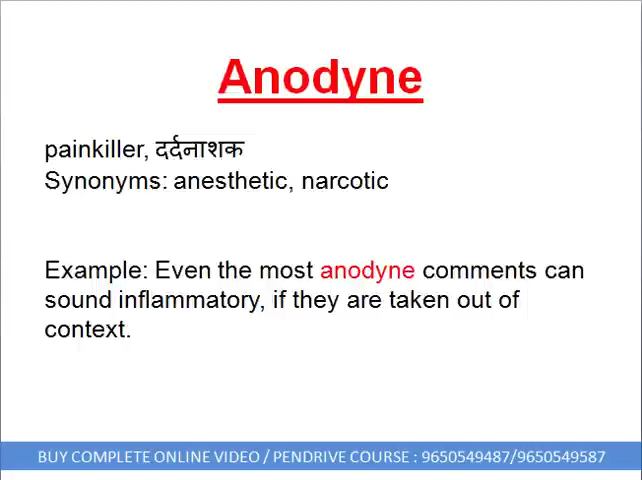 Anodyne
painkiller, दर्दनाशक
Synonyms: anesthetic, narcotic
Example: Even the most anodyne comments can
sound inflammatory, if they are taken out of
context.
BUY COMPLETE ONLINE VIDEO / PENDRIVE COURSE : 9650549487/9650549587